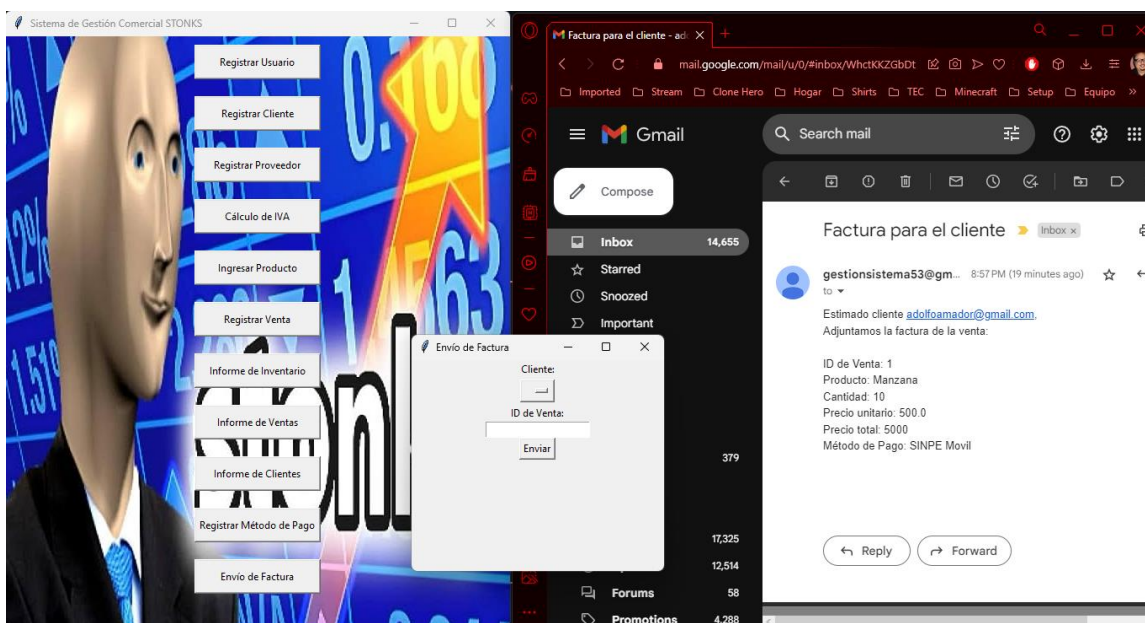 Sistema de Gestión Comercial STONKS
Registrar Usuario
Registrar Cliente
Registrar Proveedor
Cálculo de IVA
Ingresar Producto
Registrar Venta
Informe de Inventario
Informe de Ventas
Informe de Clientes
Registrar Método de Pago
Envío de Factura
Envío de Factura
Cliente:
ID de Venta:
Enviar
Factura para el cliente - ado
mail.google.com/mail/u/0/#inbox/WhctKKZGbDt
Imported Stream Clone Hero Hogar Shirts TEC Minecraft Setup Equipo »
Gmail
Search mail
Compose
Inbox 14,655
Starred
Snoozed
Important
379
17,325
12,514
Forums 58
Promotions 4,288
Factura para el cliente Inbox ×
gestionsistema53@gm... 8:57 PM (19 minutes ago)
to
Estimado cliente adolfoamador@gmail.com,
Adjuntamos la factura de la venta:
ID de Venta: 1
Producto: Manzana
Cantidad: 10
Precio unitario: 500.0
Precio total: 5000
Método de Pago: SINPE Movil
Reply Forward